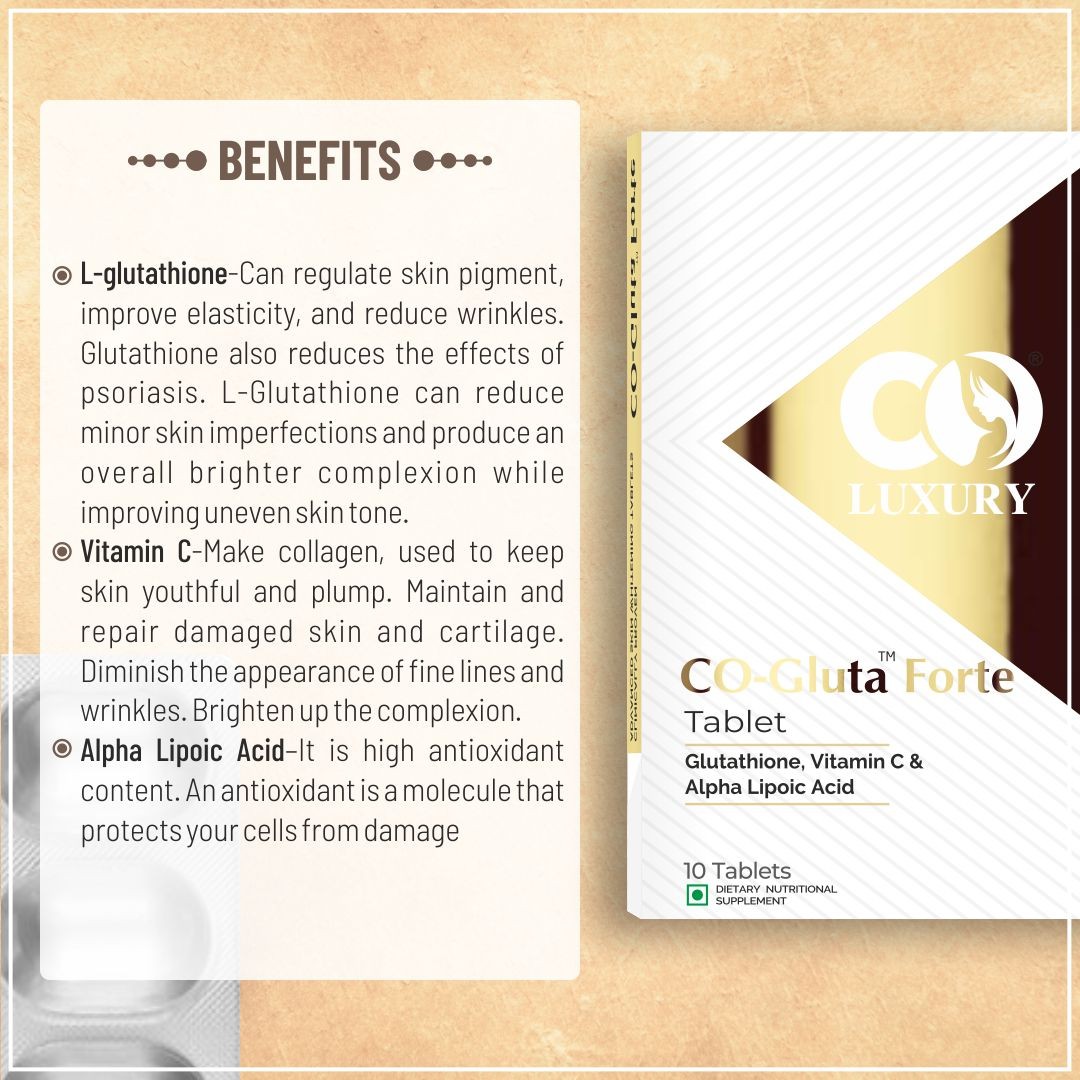 BENEFITS
L-glutathione-Can regulate skin pigment,
improve elasticity, and reduce wrinkles.
Glutathione also reduces the effects of
psoriasis. L-Glutathione can reduce
minor skin imperfections and produce an
overall brighter complexion while
improving uneven skin tone.
Vitamin C-Make collagen, used to keep
skin youthful and plump. Maintain and
repair damaged skin and cartilage.
Diminish the appearance of fine lines and
wrinkles. Brighten up the complexion.
Alpha Lipoic Acid–It is high antioxidant
content. An antioxidant is a molecule that
protects your cells from damage
CO-Gluta™ Forte
CO®
LUXURY
CO-Gluta™ Forte
Tablet
Glutathione, Vitamin C &
Alpha Lipoic Acid
10 Tablets
DIETARY NUTRITIONAL
SUPPLEMENT